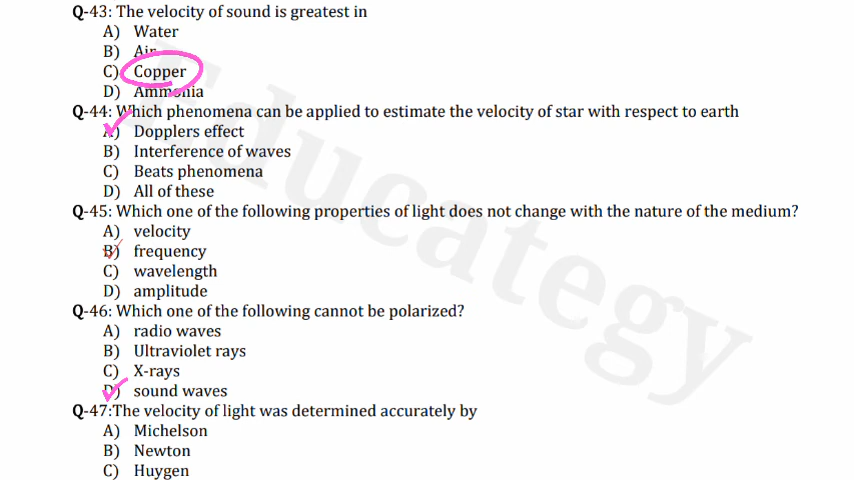 Q-43: The velocity of sound is greatest in
A) Water
B) Air
C) Copper
D) Ammonia
Q-44: Which phenomena can be applied to estimate the velocity of star with respect to earth
A) Dopplers effect
B) Interference of waves
C) Beats phenomena
D) All of these
Q-45: Which one of the following properties of light does not change with the nature of the medium?
A) velocity
B) frequency
C) wavelength
D) amplitude
Q-46: Which one of the following cannot be polarized?
A) radio waves
B) Ultraviolet rays
C) X-rays
D) sound waves
Q-47:The velocity of light was determined accurately by
A) Michelson
B) Newton
C) Huygen
Educategy